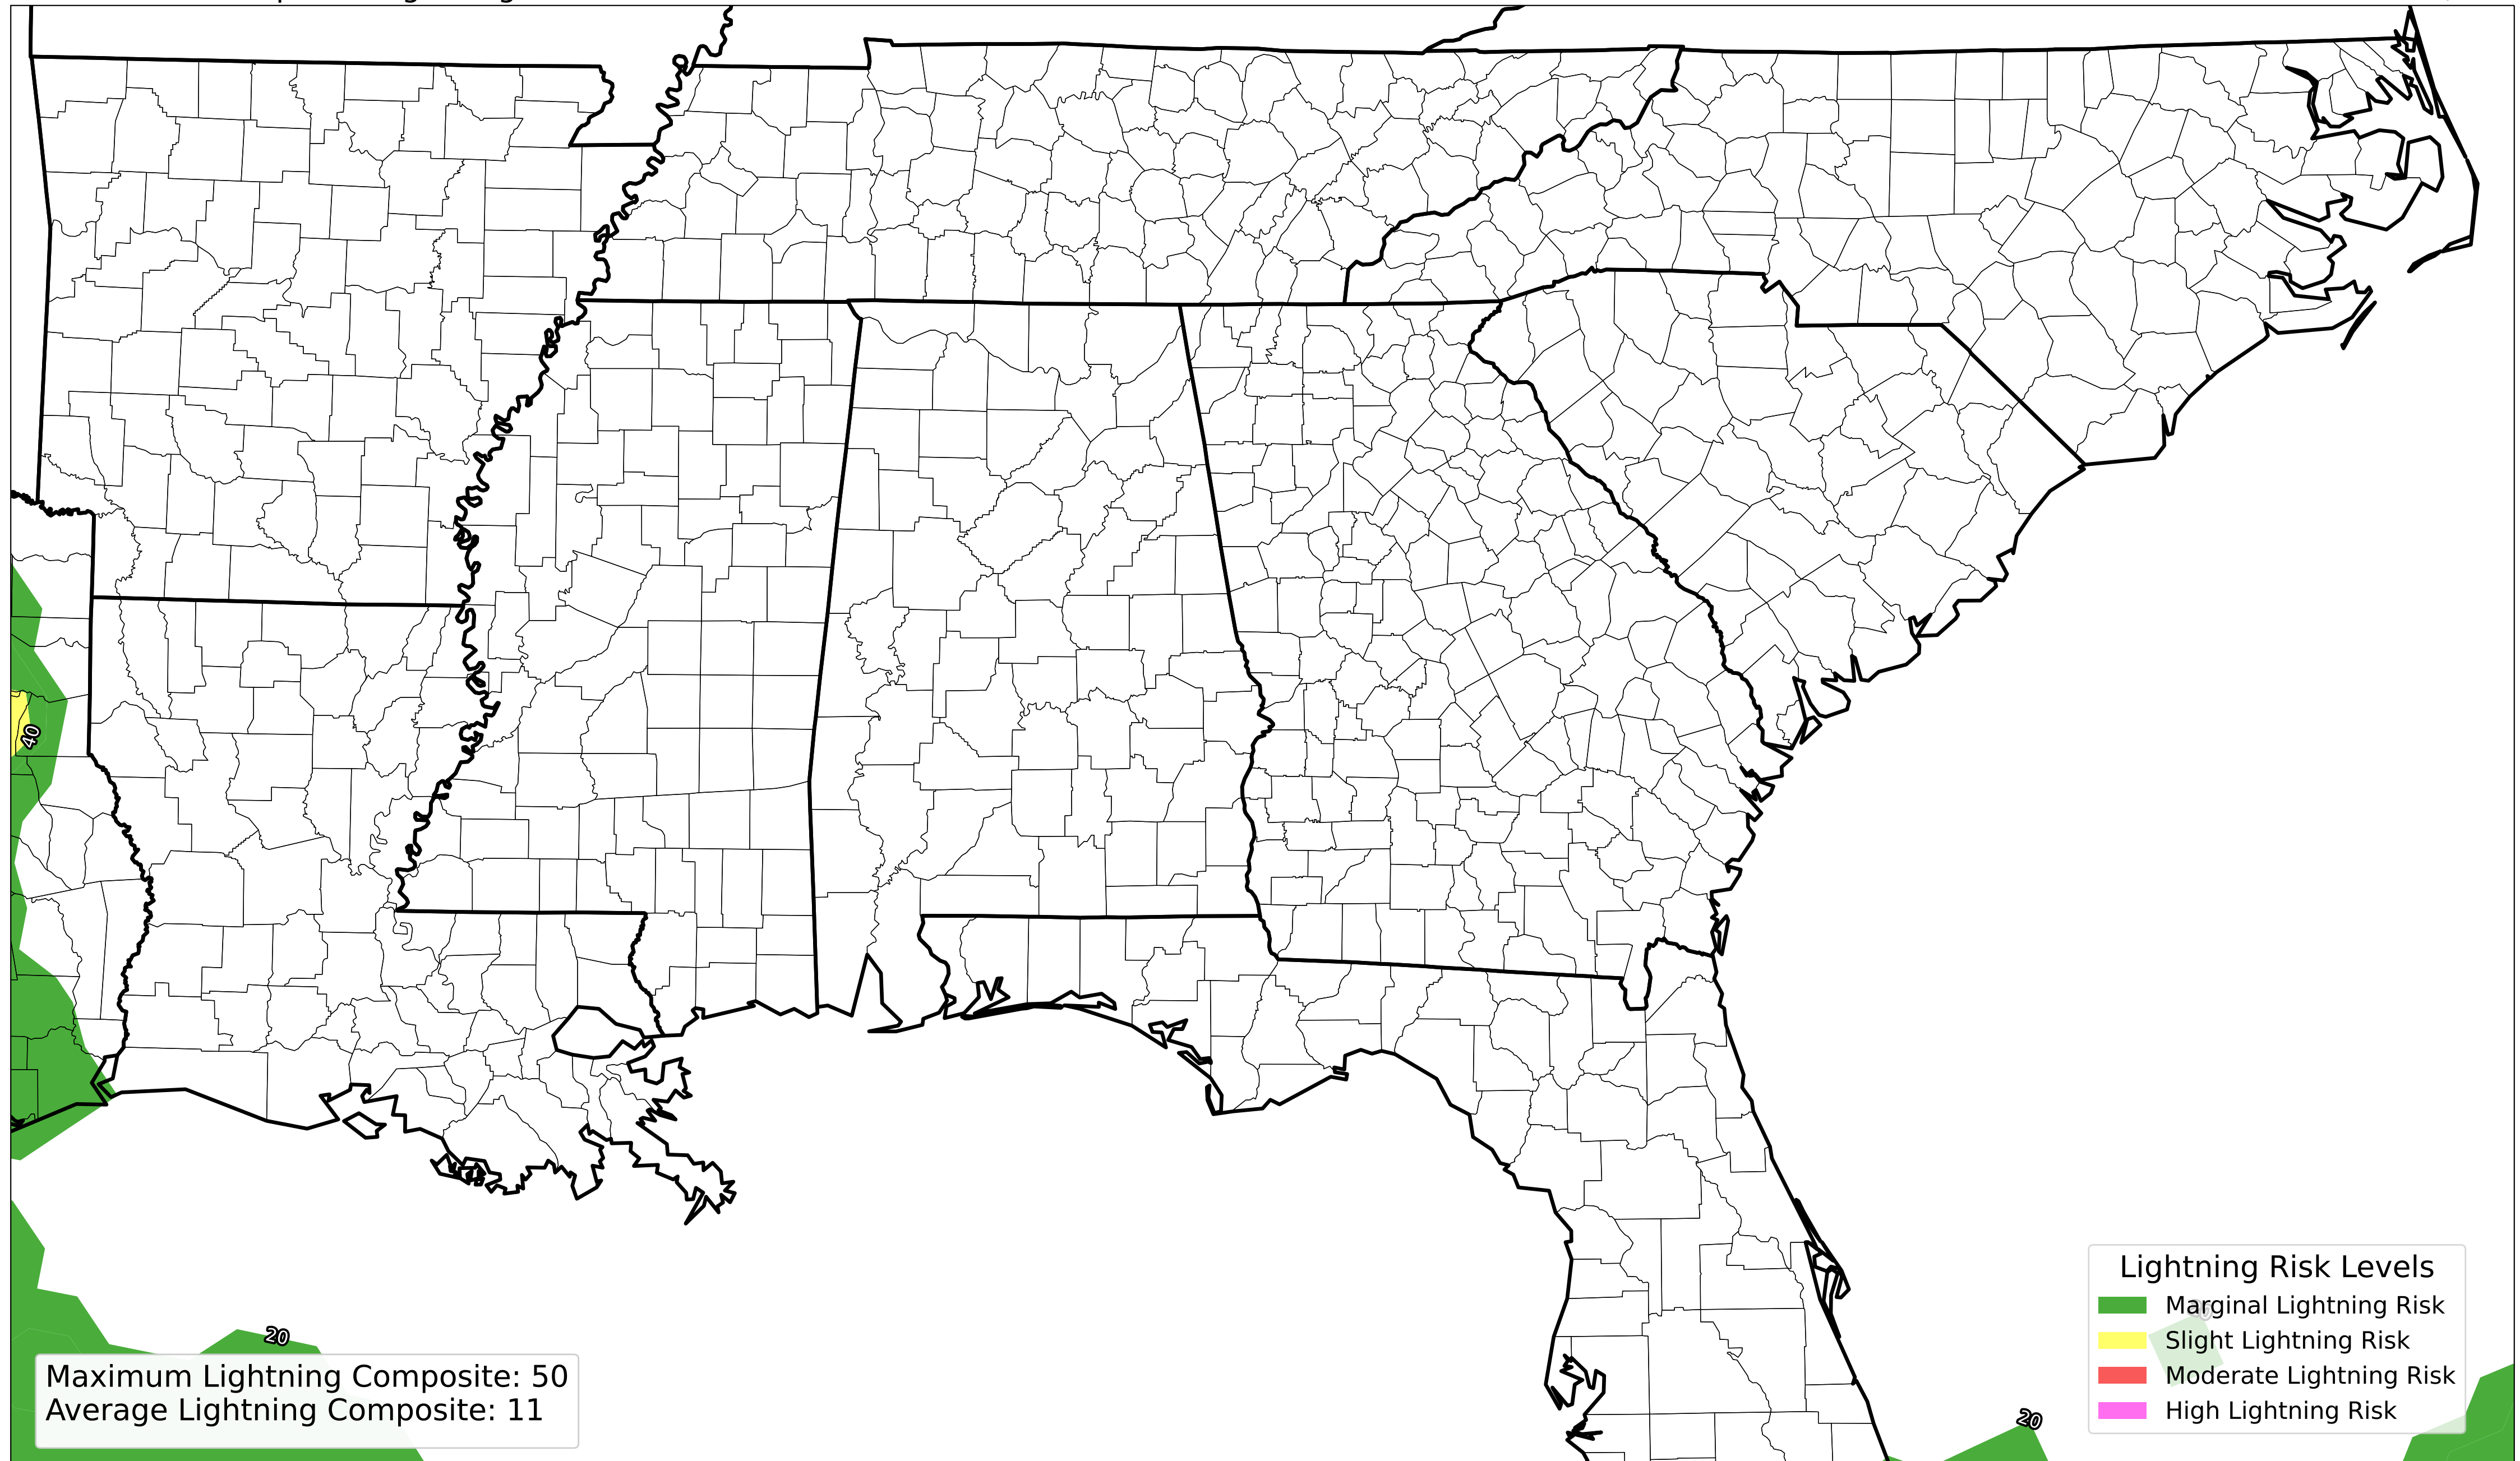 40
20
Maximum Lightning Composite: 50
Average Lightning Composite: 11
Lightning Risk Levels
Marginal Lightning Risk
Slight Lightning Risk
Moderate Lightning Risk
High Lightning Risk
20